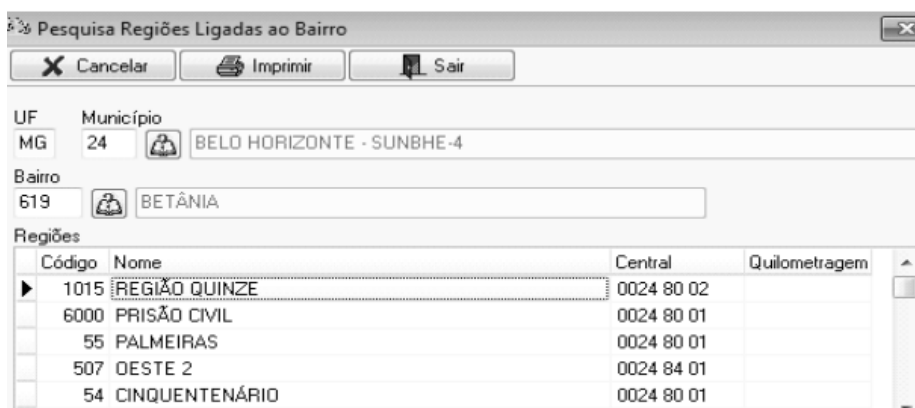 Pesquisa Regiões Ligadas ao Bairro
Cancelar Imprimir Sair
UF Município
MG 24 BELO HORIZONTE - SUNBHE-4
Bairro
619 BETÂNIA
Regiões
Código Nome Central Quilometragem
1015 REGIÃO QUINZE 0024 80 02
6000 PRISÃO CIVIL 0024 80 01
55 PALMEIRAS 0024 80 01
507 OESTE 2 0024 84 01
54 CINQUENTENÁRIO 0024 80 01